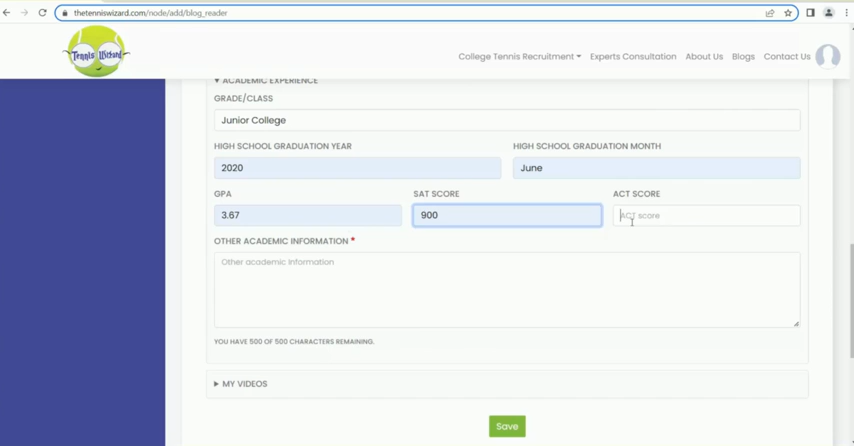 thetenniswizard.com/node/add/blog_reader
Tennis Wizard
College Tennis Recruitment Experts Consultation About Us Blogs Contact Us
ACADEMIC EXPERIENCE
GRADE/CLASS
Junior College
HIGH SCHOOL GRADUATION YEAR HIGH SCHOOL GRADUATION MONTH
2020 June
GPA SAT SCORE ACT SCORE
3.67 900 ACT score
OTHER ACADEMIC INFORMATION *
Other academic information
YOU HAVE 500 OF 500 CHARACTERS REMAINING.
MY VIDEOS
Save